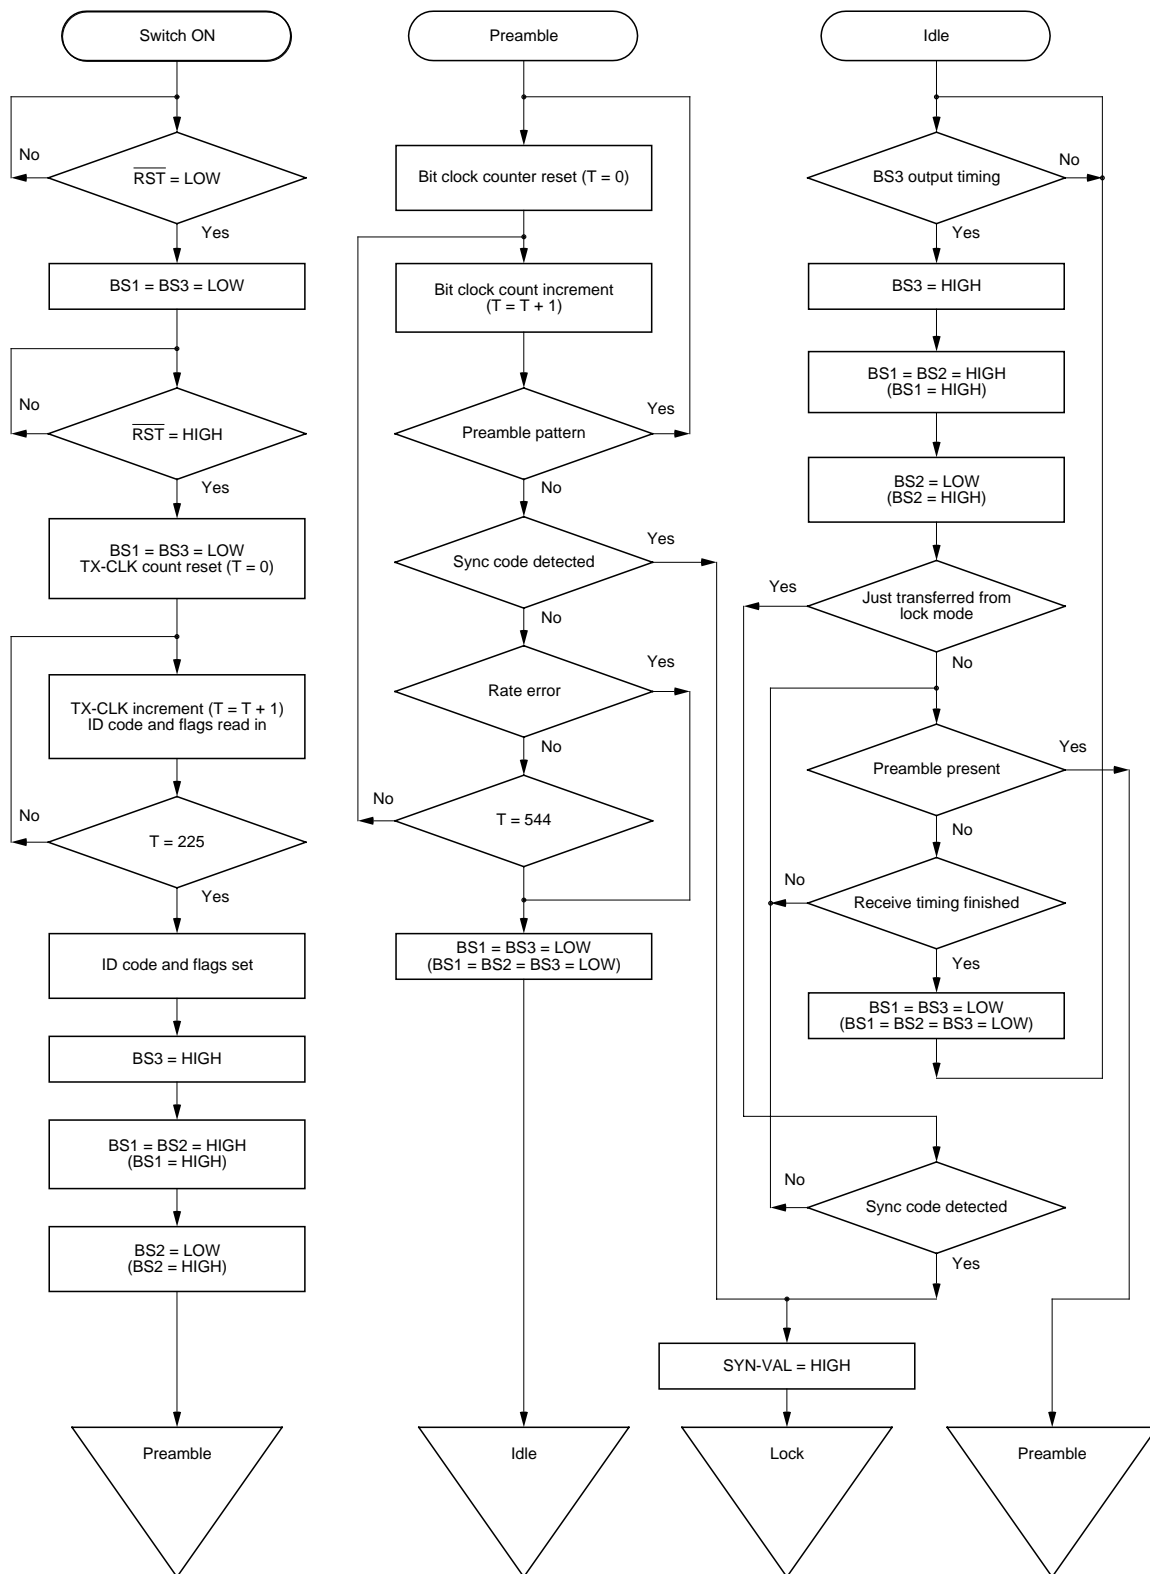 Switch ON
No
RST = LOW
Yes
BS1 = BS3 = LOW
No
RST = HIGH
Yes
BS1 = BS3 = LOW
TX-CLK count reset (T = 0)
TX-CLK increment (T = T + 1)
ID code and flags read in
No
T = 225
Yes
ID code and flags set
BS3 = HIGH
BS1 = BS2 = HIGH
(BS1 = HIGH)
BS2 = LOW
(BS2 = HIGH)
Preamble
Preamble
Bit clock counter reset (T = 0)
Bit clock count increment
(T = T + 1)
Yes
Preamble pattern
No
Yes
Sync code detected
No
Yes
Rate error
No
No
T = 544
BS1 = BS3 = LOW
(BS1 = BS2 = BS3 = LOW)
Idle
Idle
No
BS3 output timing
Yes
BS3 = HIGH
BS1 = BS2 = HIGH
(BS1 = HIGH)
BS2 = LOW
(BS2 = HIGH)
Yes
Just transferred from
lock mode
No
Yes
Preamble present
No
No
Receive timing finished
Yes
BS1 = BS3 = LOW
(BS1 = BS2 = BS3 = LOW)
No
Sync code detected
Yes
SYN-VAL = HIGH
Lock
Preamble